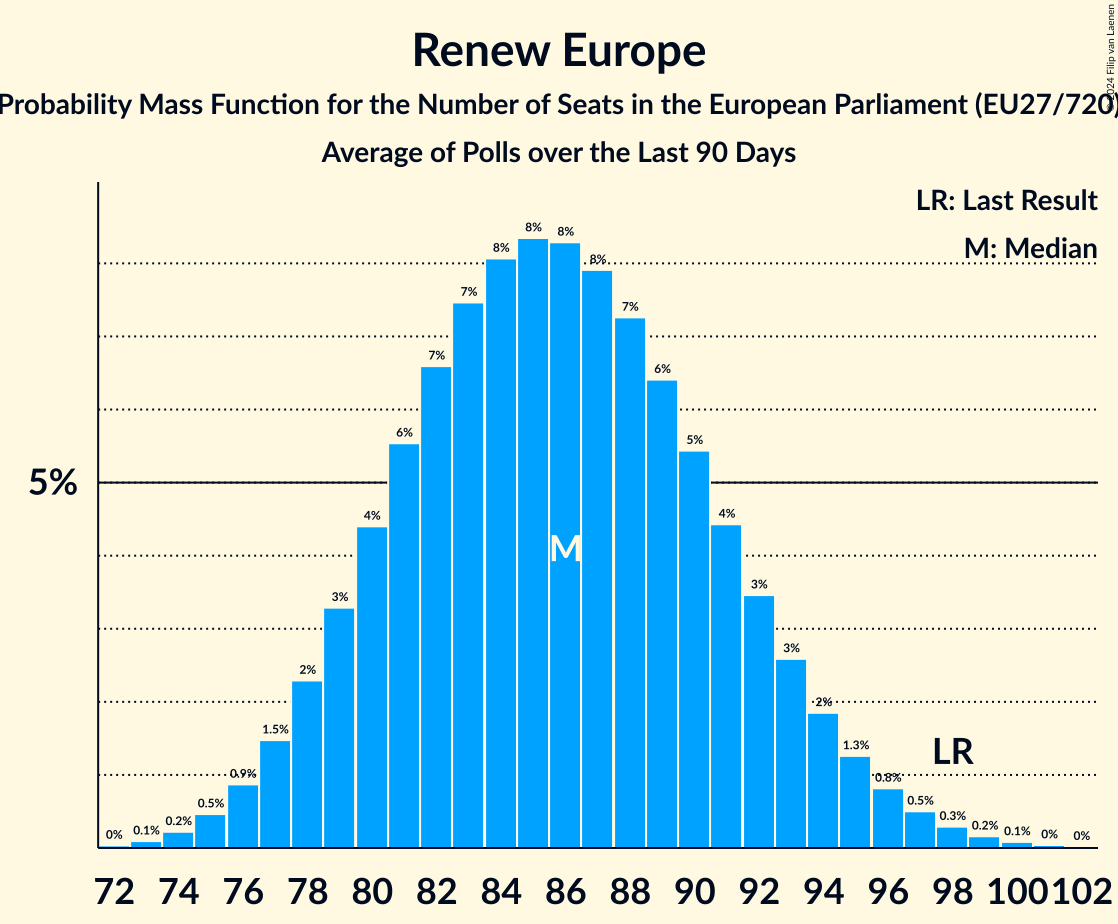 Renew Europe
Probability Mass Function for the Number of Seats in the European Parliament (EU27/720)
Average of Polls over the Last 90 Days
© 2024 Filip van Laenen
LR: Last Result
M: Median
5%
0% 0.1% 0.2% 0.5% 0.9% 1.5% 2% 3% 4% 6% 7% 7% 8% 8% 8% 8% 7% 6% 5% 4% 3% 3% 2% 1.3% 0.8% 0.5% 0.3% 0.2% 0.1% 0% 0%
M
LR
72 74 76 78 80 82 84 86 88 90 92 94 96 98 100 102